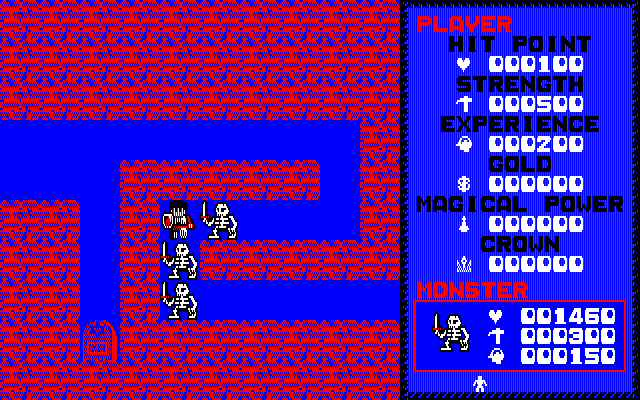 PLAYER
HIT POINT
000100
STRENGTH
000500
EXPERIENCE
000200
GOLD
000000
MAGICAL POWER
000000
CROWN
000000
MONSTER
001460
000300
000150